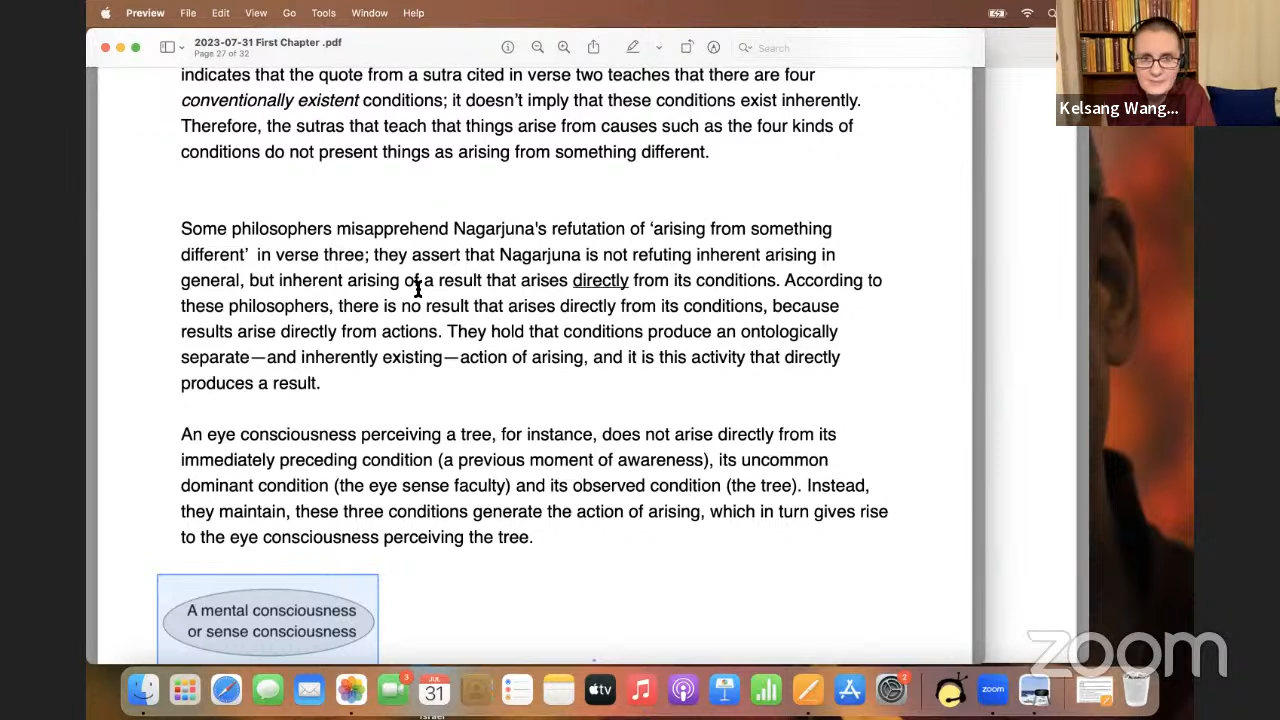 Preview File Edit View Go Tools Window Help
2023-07-31 First Chapter .pdf
Page 27 of 32
Search
Kelsang Wang...
indicates that the quote from a sutra cited in verse two teaches that there are four
conventionally existent conditions; it doesn't imply that these conditions exist inherently.
Therefore, the sutras that teach that things arise from causes such as the four kinds of
conditions do not present things as arising from something different.
Some philosophers misapprehend Nagarjuna's refutation of ‘arising from something
different’  in verse three; they assert that Nagarjuna is not refuting inherent arising in
general, but inherent arising of a result that arises directly from its conditions. According to
these philosophers, there is no result that arises directly from its conditions, because
results arise directly from actions. They hold that conditions produce an ontologically
separate—and inherently existing—action of arising, and it is this activity that directly
produces a result.
An eye consciousness perceiving a tree, for instance, does not arise directly from its
immediately preceding condition (a previous moment of awareness), its uncommon
dominant condition (the eye sense faculty) and its observed condition (the tree). Instead,
they maintain, these three conditions generate the action of arising, which in turn gives rise
to the eye consciousness perceiving the tree.
A mental consciousness
or sense consciousness
zoom
3
JUL
31
tv
zoom
2
Israel